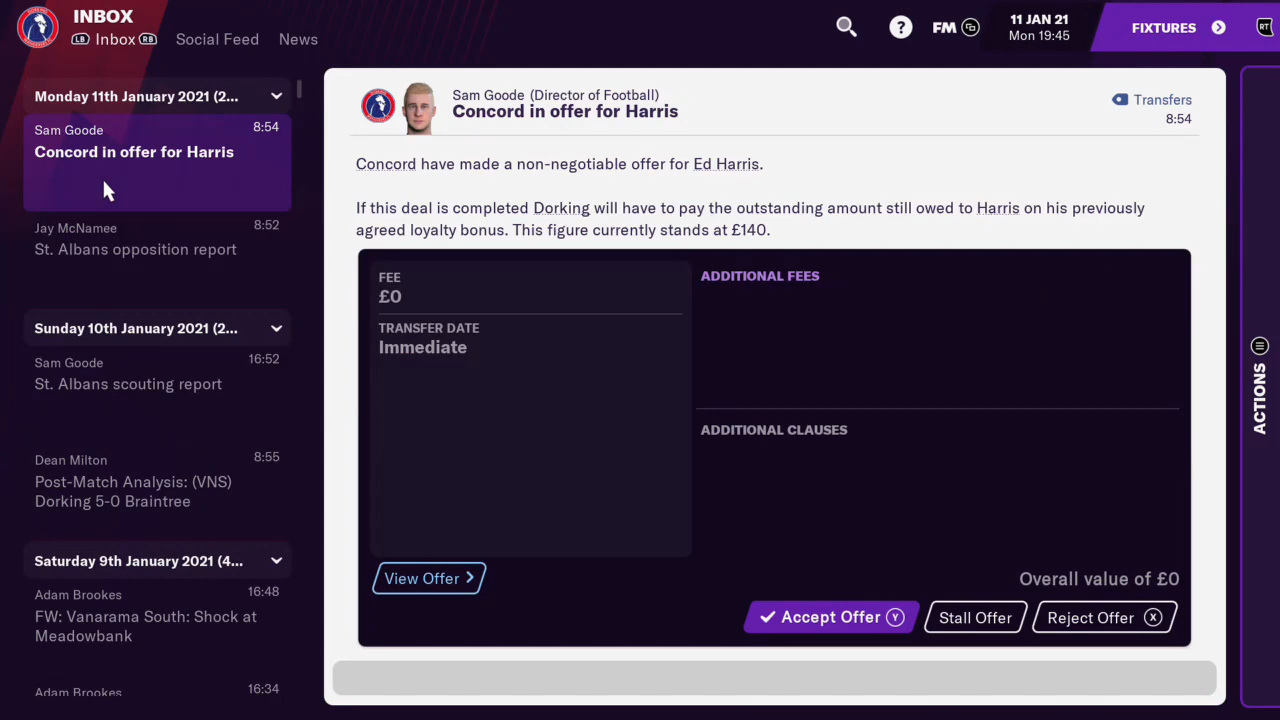 INBOX
LB Inbox RB Social Feed News
? FM 11 JAN 21
Mon 19:45
FIXTURES
RT
Monday 11th January 2021 (2...
Sam Goode 8:54
Concord in offer for Harris
Jay McNamee 8:52
St. Albans opposition report
Sunday 10th January 2021 (2...
Sam Goode 16:52
St. Albans scouting report
Dean Milton 8:55
Post-Match Analysis: (VNS)
Dorking 5-0 Braintree
Saturday 9th January 2021 (4...
Adam Brookes 16:48
FW: Vanarama South: Shock at
Meadowbank
Adam Brookes 16:34
Sam Goode (Director of Football)
Concord in offer for Harris
Transfers
8:54
Concord have made a non-negotiable offer for Ed Harris.
If this deal is completed Dorking will have to pay the outstanding amount still owed to Harris on his previously
agreed loyalty bonus. This figure currently stands at £140.
FEE
£0
TRANSFER DATE
Immediate
ADDITIONAL FEES
ADDITIONAL CLAUSES
View Offer
Overall value of £0
Accept Offer Y Stall Offer Reject Offer X
ACTIONS